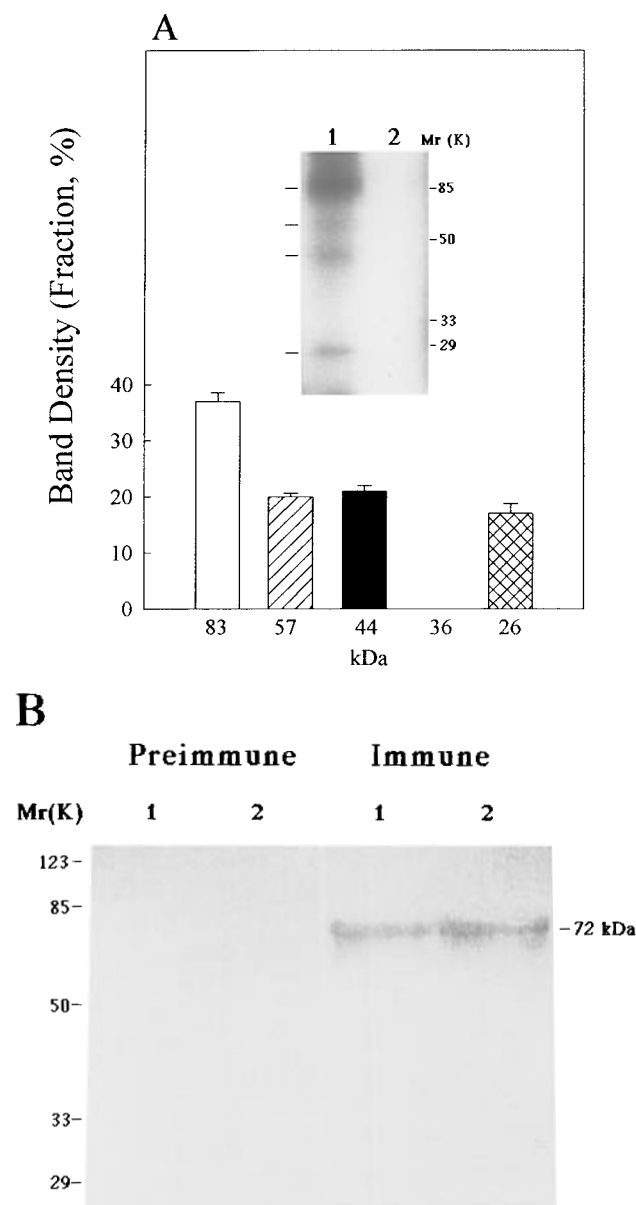 A
Band Density (Fraction, %)
1 2 Mr (K)
-85
-50
-33
-29
40
30
20
10
0
83 57 44 36 26
kDa
B
Preimmune Immune
Mr(K) 1 2 1 2
123-
85-
-72 kDa
50-
33-
29-